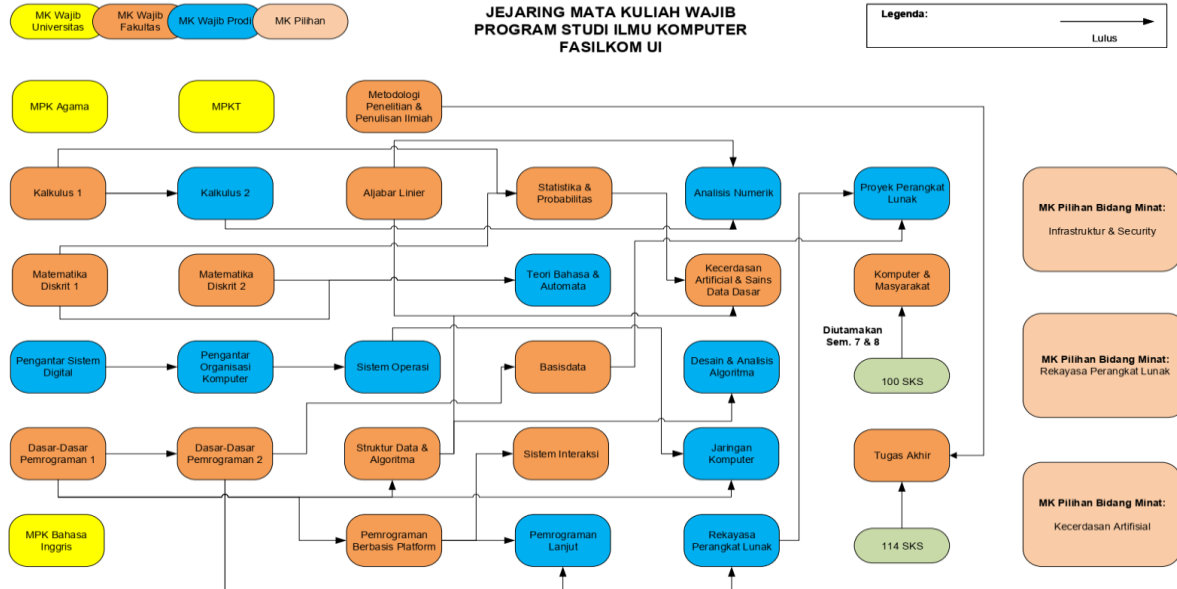 MK Wajib
Universitas
MK Wajib
Fakultas
MK Wajib Prodi
MK Pilihan
JEJARING MATA KULIAH WAJIB
PROGRAM STUDI ILMU KOMPUTER
FASILKOM UI
Legenda:
Lulus
MPK Agama
MPKT
Metodologi
Penelitian &
Penulisan Ilmiah
Kalkulus 1
Kalkulus 2
Aljabar Linier
Statistika &
Probabilitas
Analisis Numerik
Proyek Perangkat
Lunak
MK Pilihan Bidang Minat:
Infrastruktur & Security
Matematika
Diskrit 1
Matematika
Diskrit 2
Teori Bahasa &
Automata
Kecerdasan
Artificial & Sains
Data Dasar
Komputer &
Masyarakat
Diutamakan
Sem. 7 & 8
Pengantar Sistem
Digital
Pengantar
Organisasi
Komputer
Sistem Operasi
Basisdata
Desain & Analisis
Algoritma
100 SKS
MK Pilihan Bidang Minat:
Rekayasa Perangkat Lunak
Dasar-Dasar
Pemrograman 1
Dasar-Dasar
Pemrograman 2
Struktur Data &
Algoritma
Sistem Interaksi
Jaringan
Komputer
Tugas Akhir
MPK Bahasa
Inggris
Pemrograman
Berbasis Platform
Pemrograman
Lanjut
Rekayasa
Perangkat Lunak
114 SKS
MK Pilihan Bidang Minat:
Kecerdasan Artifisial